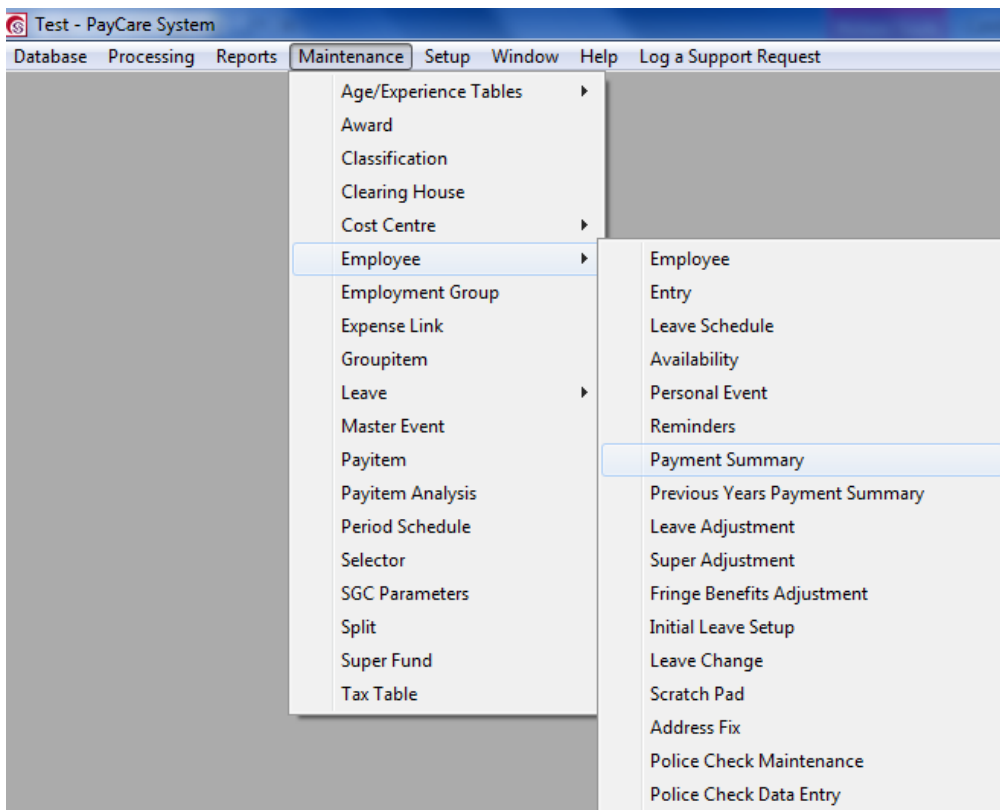 Test - PayCare System
Database Processing Reports Maintenance Setup Window Help Log a Support Request
Age/Experience Tables
Award
Classification
Clearing House
Cost Centre
Employee
Employment Group
Expense Link
Groupitem
Leave
Master Event
Payitem
Payitem Analysis
Period Schedule
Selector
SGC Parameters
Split
Super Fund
Tax Table
Employee
Entry
Leave Schedule
Availability
Personal Event
Reminders
Payment Summary
Previous Years Payment Summary
Leave Adjustment
Super Adjustment
Fringe Benefits Adjustment
Initial Leave Setup
Leave Change
Scratch Pad
Address Fix
Police Check Maintenance
Police Check Data Entry